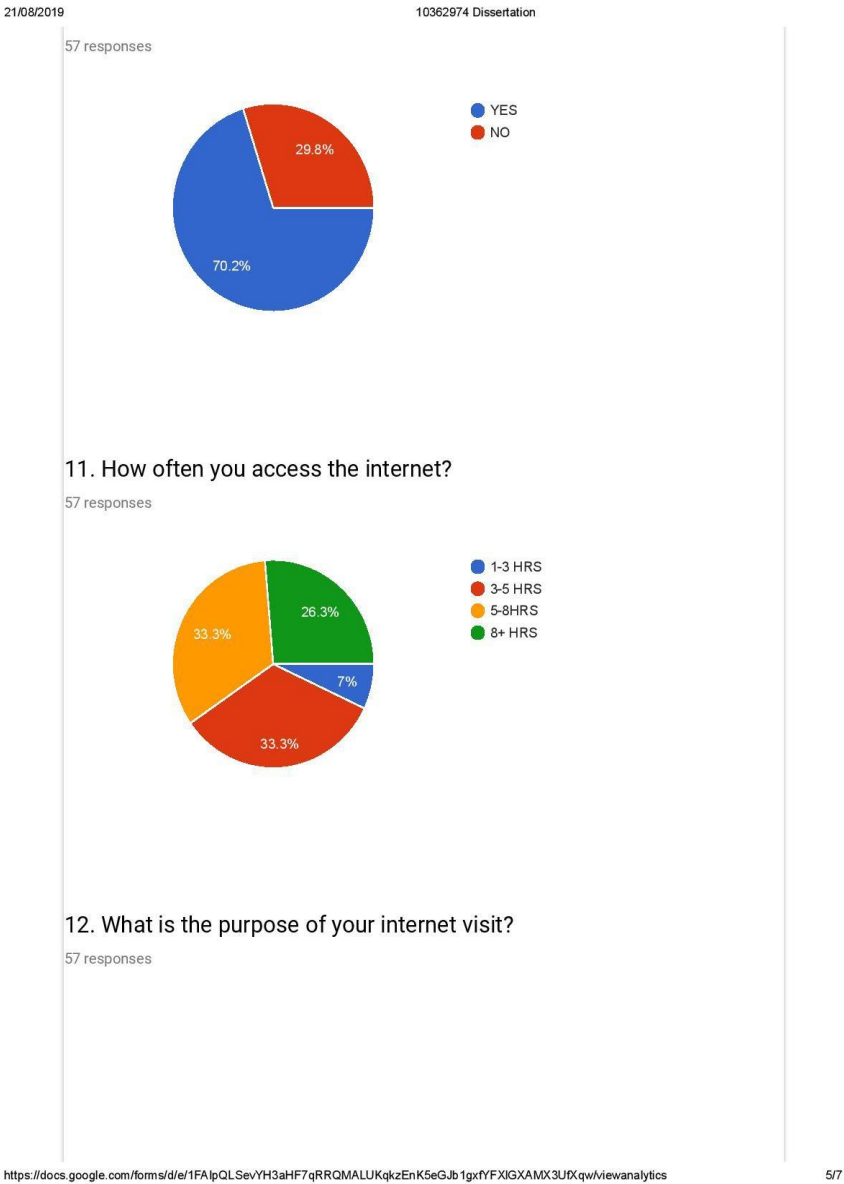 21/08/2019 10362974 Dissertation
57 responses
YES
NO
29.8%
70.2%
11. How often you access the internet?
57 responses
1-3 HRS
3-5 HRS
5-8HRS
8+ HRS
26.3%
33.3%
7%
33.3%
12. What is the purpose of your internet visit?
57 responses
https://docs.google.com/forms/d/e/1FAIpQLSevYH3aHF7qRRQMALUKqkzEnK5eGJb1gxfYFXIGXAMX3UfXqw/viewanalytics 5/7